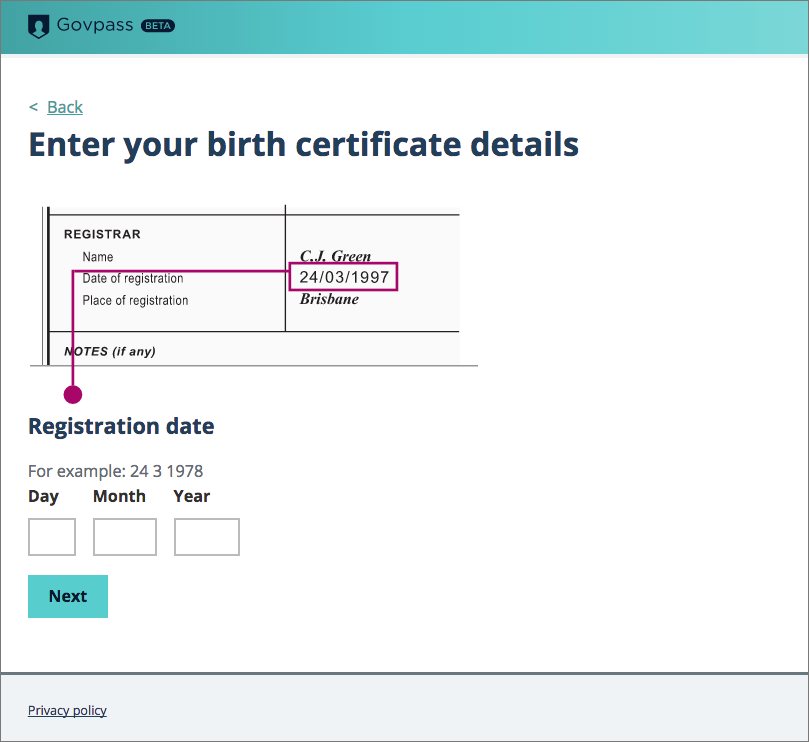 Govpass BETA
< Back
Enter your birth certificate details
REGISTRAR
Name C.J. Green
Date of registration 24/03/1997
Place of registration Brisbane
NOTES (if any)
Registration date
For example: 24 3 1978
Day Month Year
Next
Privacy policy